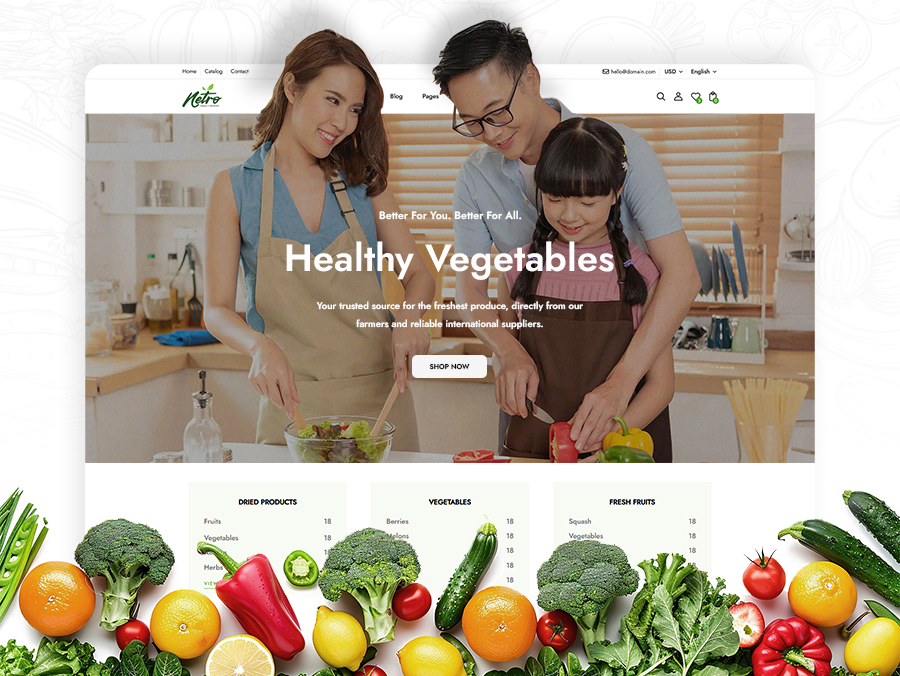 Home Catalog Contact
hello@domain.com USD English
Netro
Blog Pages
Better For You. Better For All.
Healthy Vegetables
Your trusted source for the freshest produce, directly from our
farmers and reliable international suppliers.
SHOP NOW
DRIED PRODUCTS
Fruits 18
Vegetables 18
18
Herbs
VEGETABLES
Berries 18
Melons 18
18
18
18
FRESH FRUITS
Squash 18
Vegetables 18
18
18
18